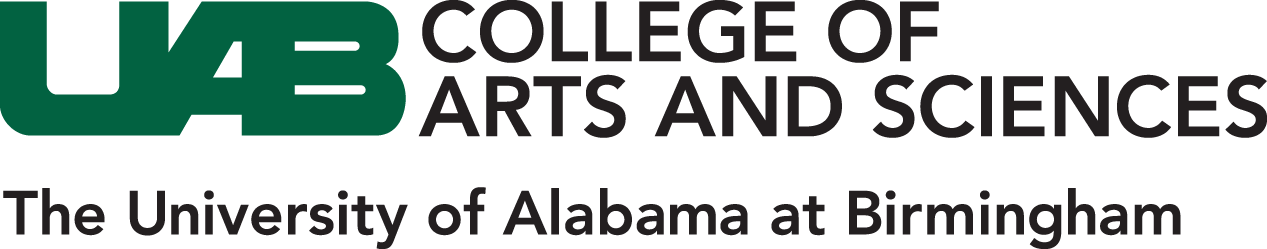 UAB COLLEGE OF
ARTS AND SCIENCES
The University of Alabama at Birmingham